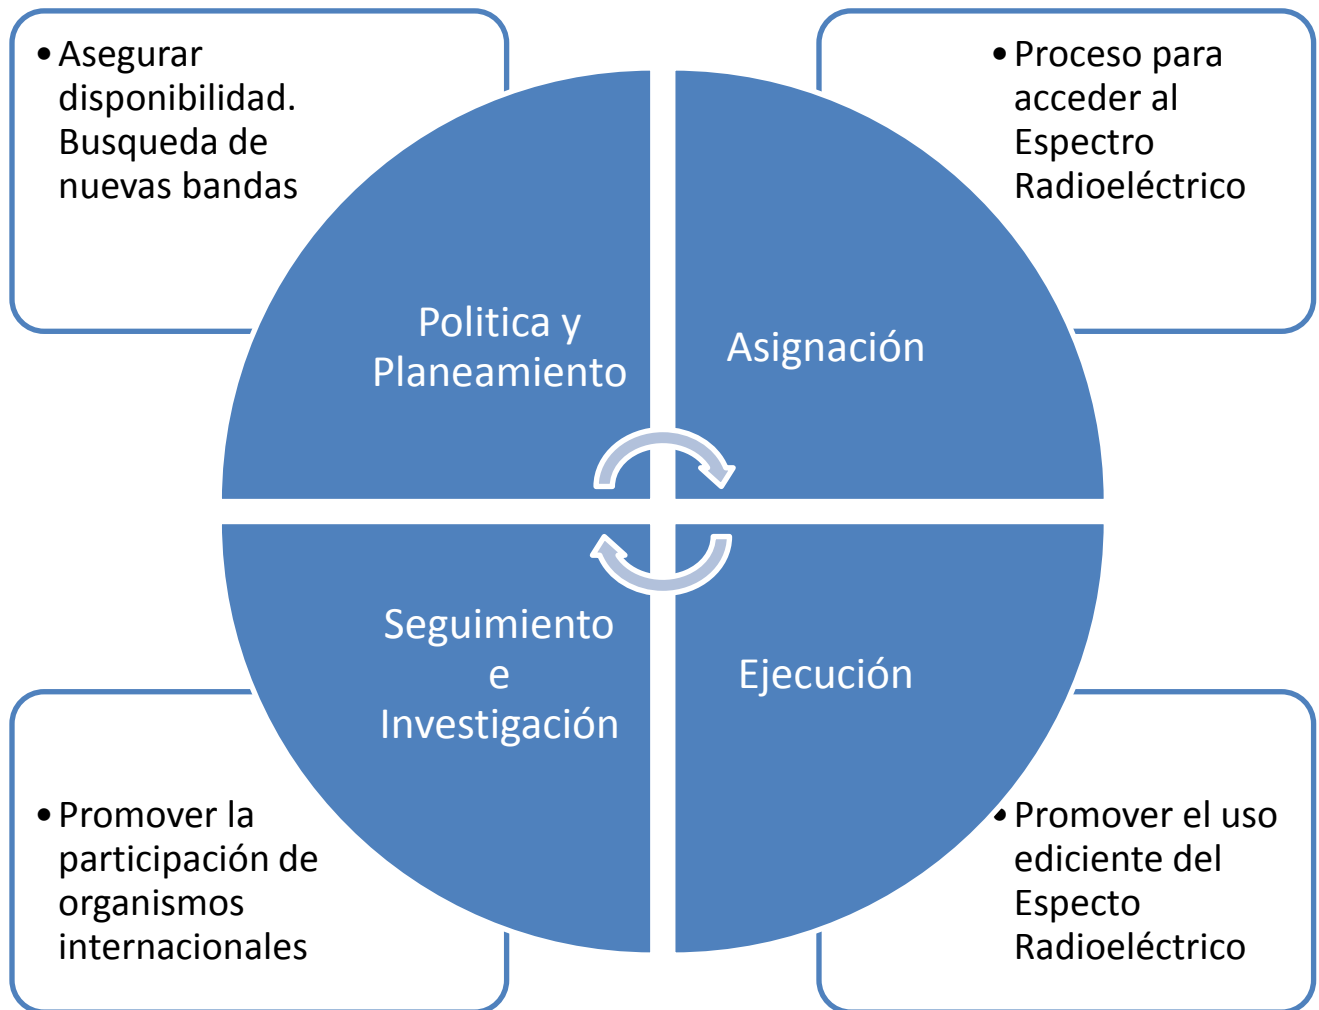 •Asegurar
disponibilidad.
Busqueda de
nuevas bandas
•Proceso para
acceder al
Espectro
Radioeléctrico
Politica y
Planeamiento
Asignación
Seguimiento
e
Investigación
Ejecución
•Promover la
participación de
organismos
internacionales
•Promover el uso
ediciente del
Especto
Radioeléctrico